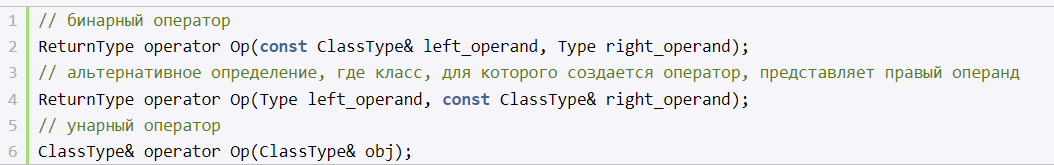 1 // бинарный оператор
2 ReturnType operator Op(const ClassType& left_operand, Type right_operand);
3 // альтернативное определение, где класс, для которого создается оператор, представляет правый операнд
4 ReturnType operator Op(Type left_operand, const ClassType& right_operand);
5 // унарный оператор
6 ClassType& operator Op(ClassType& obj);